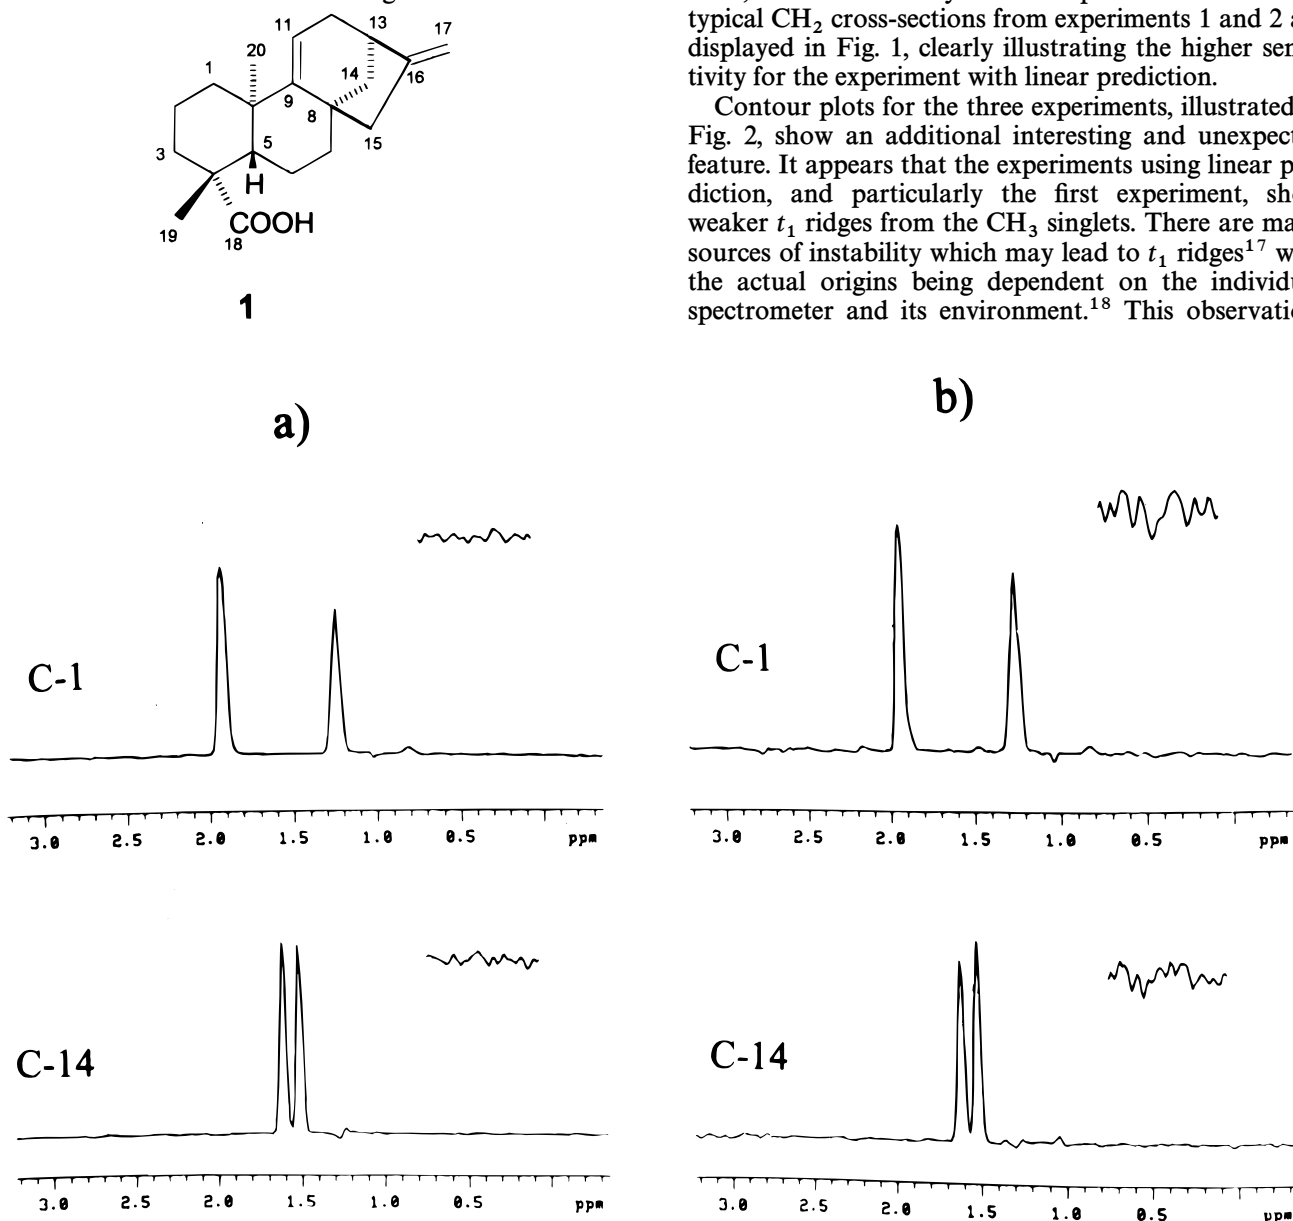 11
13
17
20
1
14
16
9
8
3
5
15
H
19
18
COOH
1
typical CH₂ cross-sections from experiments 1 and 2 a
displayed in Fig. 1, clearly illustrating the higher sen
tivity for the experiment with linear prediction.
Contour plots for the three experiments, illustrated
Fig. 2, show an additional interesting and unexpect
feature. It appears that the experiments using linear p
diction, and particularly the first experiment, sh
weaker t₁ ridges from the CH₃ singlets. There are ma
sources of instability which may lead to t₁ ridges¹⁷ w
the actual origins being dependent on the individu
spectrometer and its environment.¹⁸ This observati
a)
C-1
3.0 2.5 2.0 1.5 1.0 0.5 ppm
C-14
3.0 2.5 2.0 1.5 1.0 0.5 ppm
b)
C-1
3.0 2.5 2.0 1.5 1.0 0.5 ppm
C-14
3.0 2.5 2.0 1.5 1.0 0.5 ppm